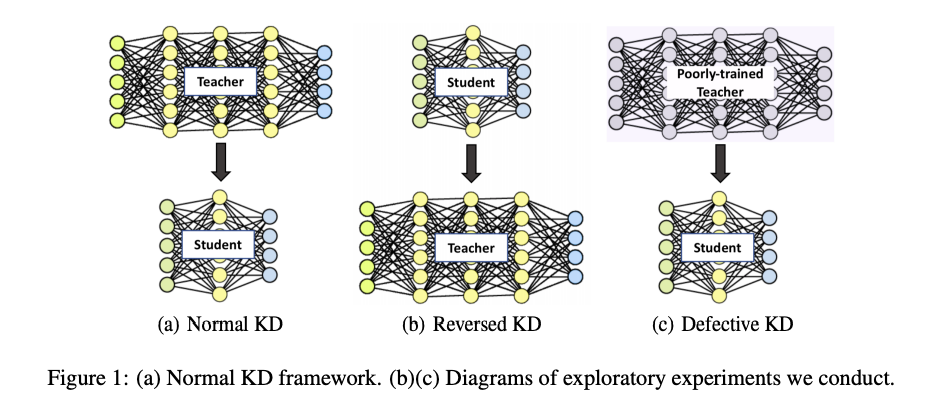 Teacher
Student
Poorly-trained
Teacher
Student
Teacher
Student
(a) Normal KD
(b) Reversed KD
(c) Defective KD
Figure 1: (a) Normal KD framework. (b)(c) Diagrams of exploratory experiments we conduct.